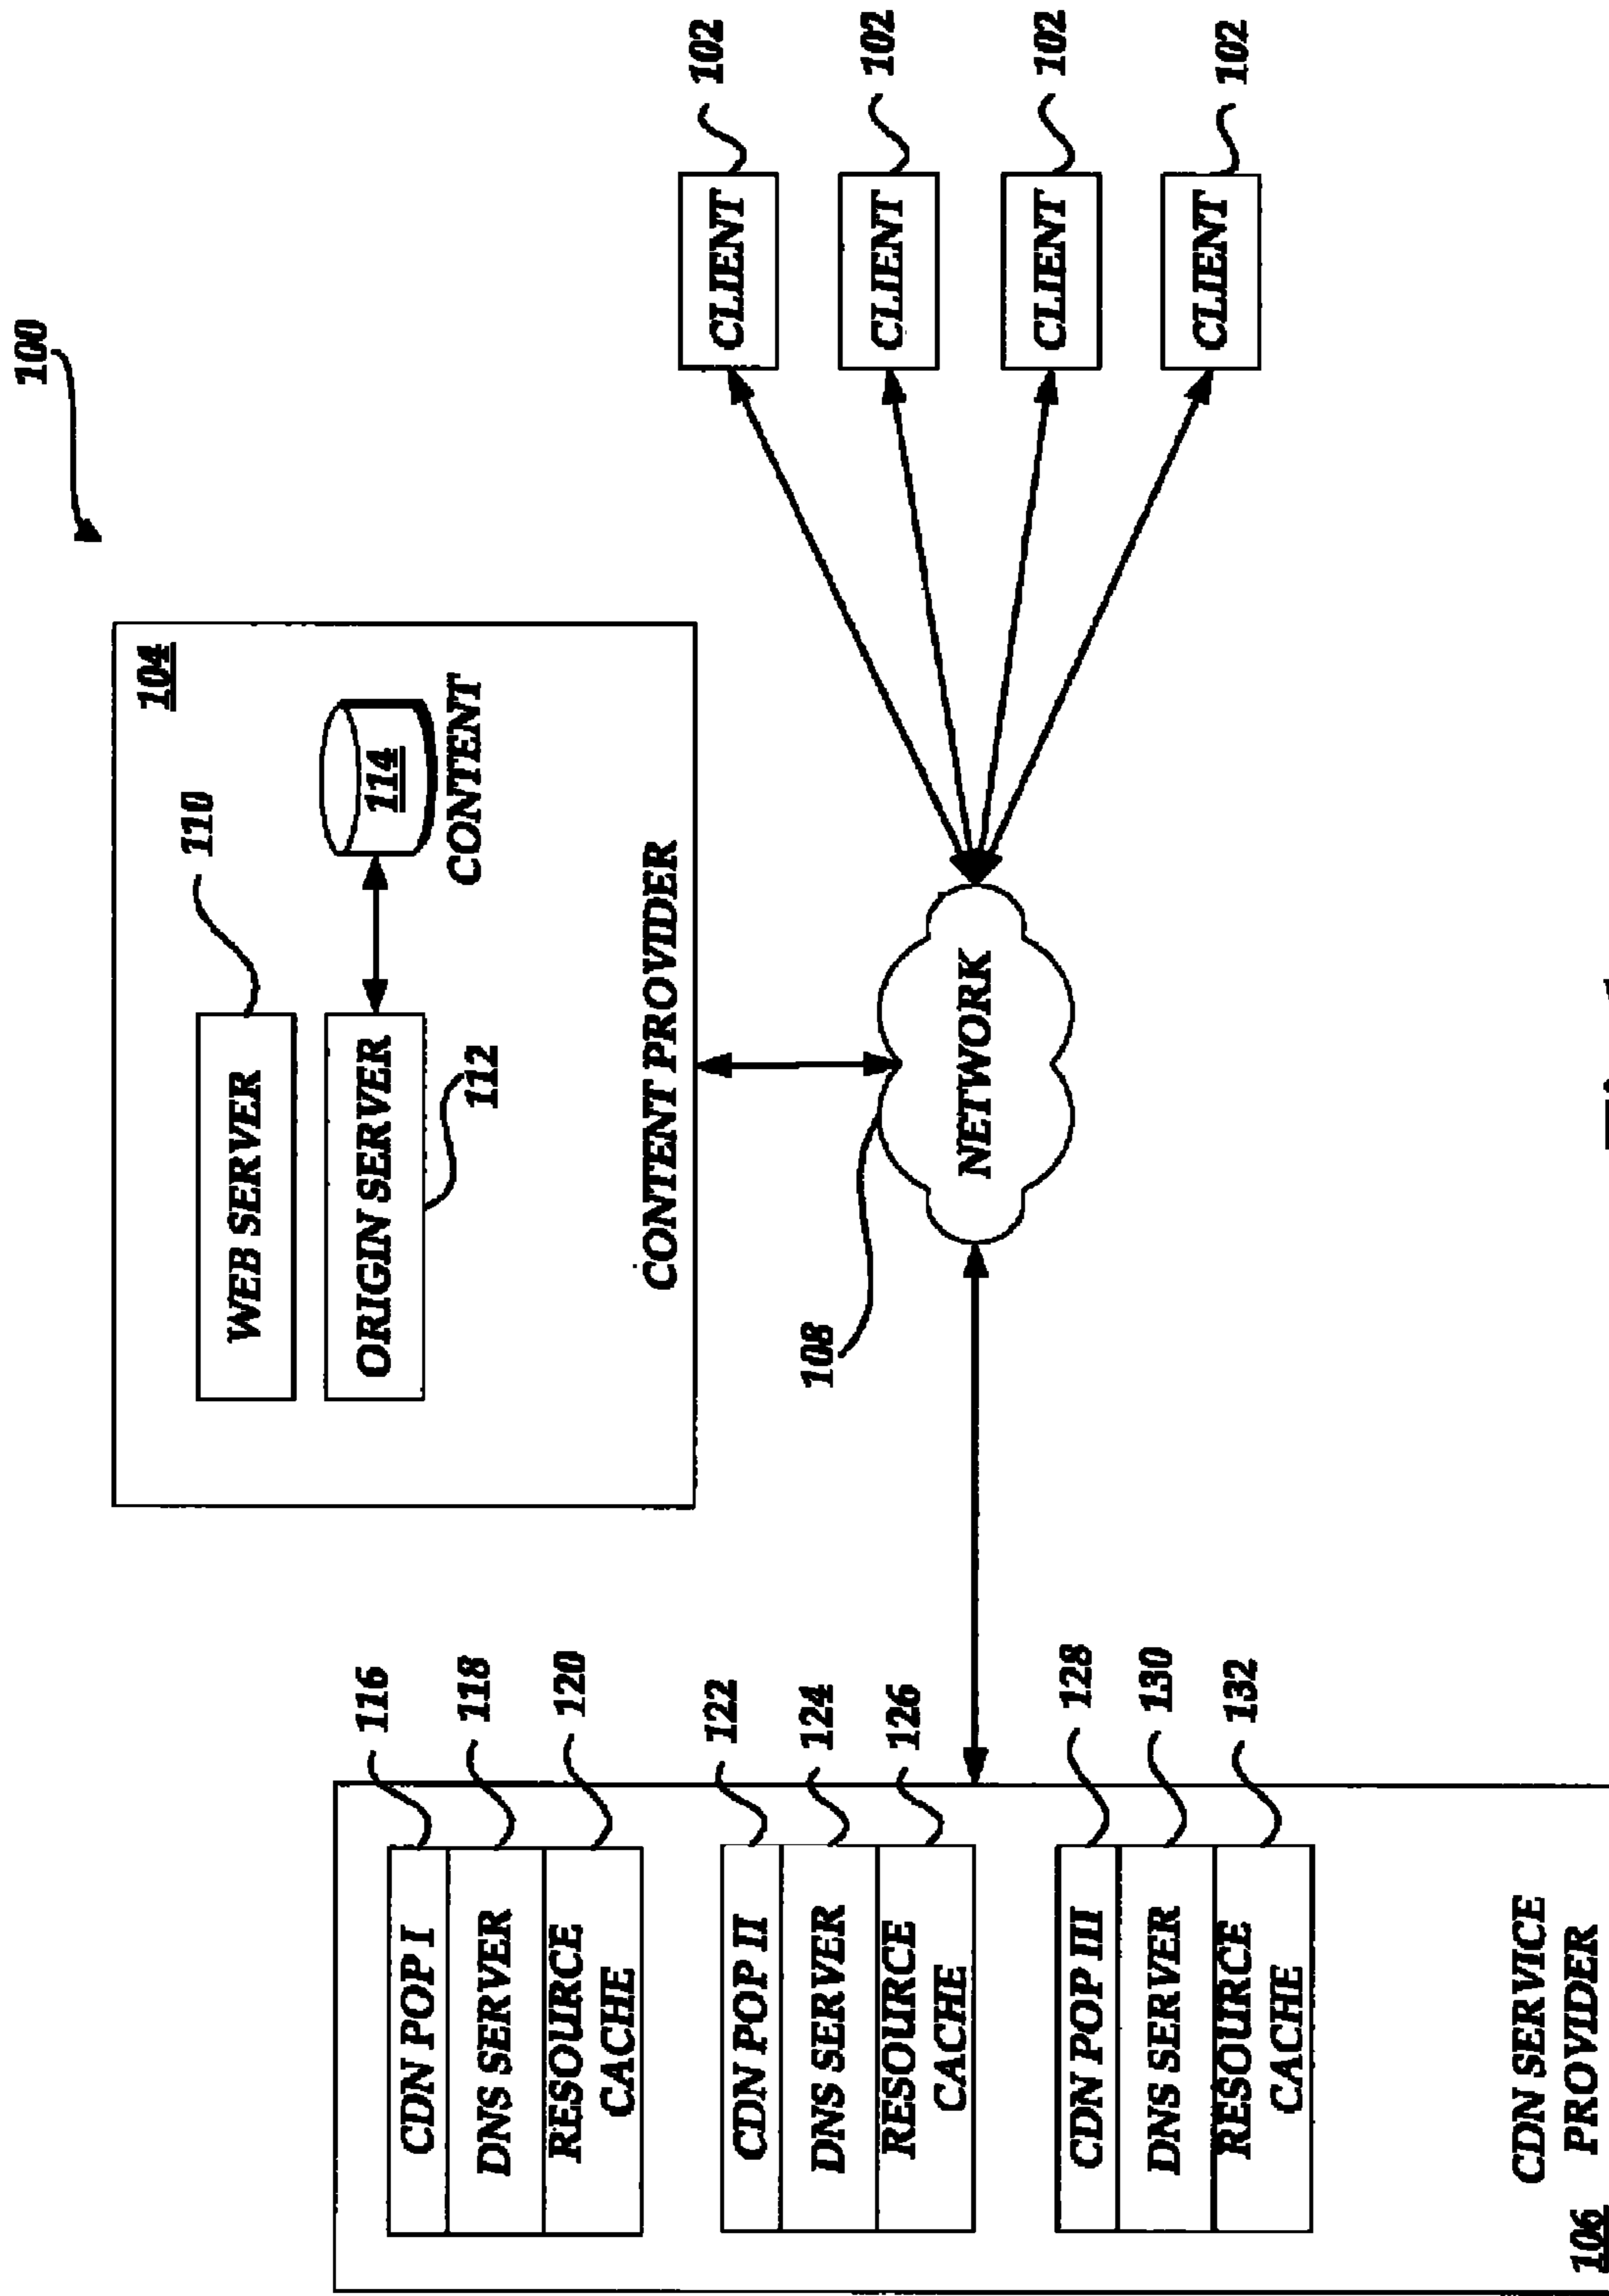 100
104
110
WEB SERVER
ORIGIN SERVER
112
114
CONTENT
CONTENT PROVIDER
116
CDN POP I
118
DNS SERVER
120
RESOURCE
CACHE
122
CDN POP II
124
DNS SERVER
126
RESOURCE
CACHE
128
CDN POP III
130
DNS SERVER
132
RESOURCE
CACHE
CDN SERVICE
PROVIDER
106
108
NETWORK
CLIENT
102
CLIENT
102
CLIENT
102
CLIENT
102